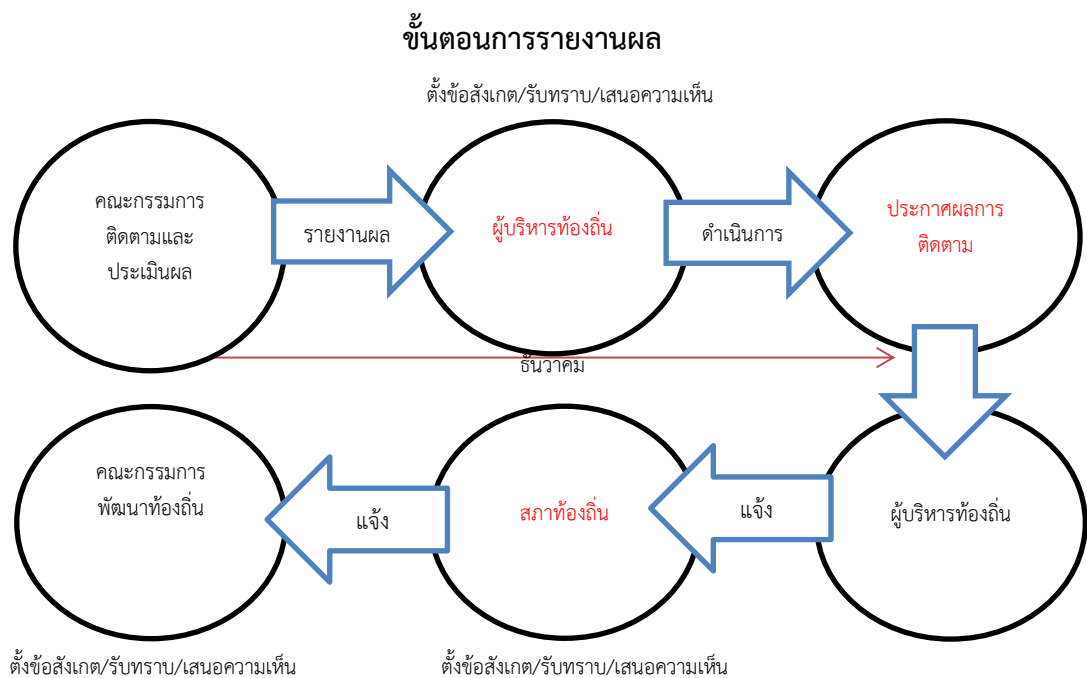 ขั้นตอนการรายงานผล
ตั้งข้อสังเกต/รับทราบ/เสนอความเห็น
คณะกรรมการ
ติดตามและ
ประเมินผล
รายงานผล
ผู้บริหารท้องถิ่น
ดำเนินการ
ประกาศผลการ
ติดตาม
ธันวาคม
คณะกรรมการ
พัฒนาท้องถิ่น
แจ้ง
สภาท้องถิ่น
แจ้ง
ผู้บริหารท้องถิ่น
ตั้งข้อสังเกต/รับทราบ/เสนอความเห็น
ตั้งข้อสังเกต/รับทราบ/เสนอความเห็น